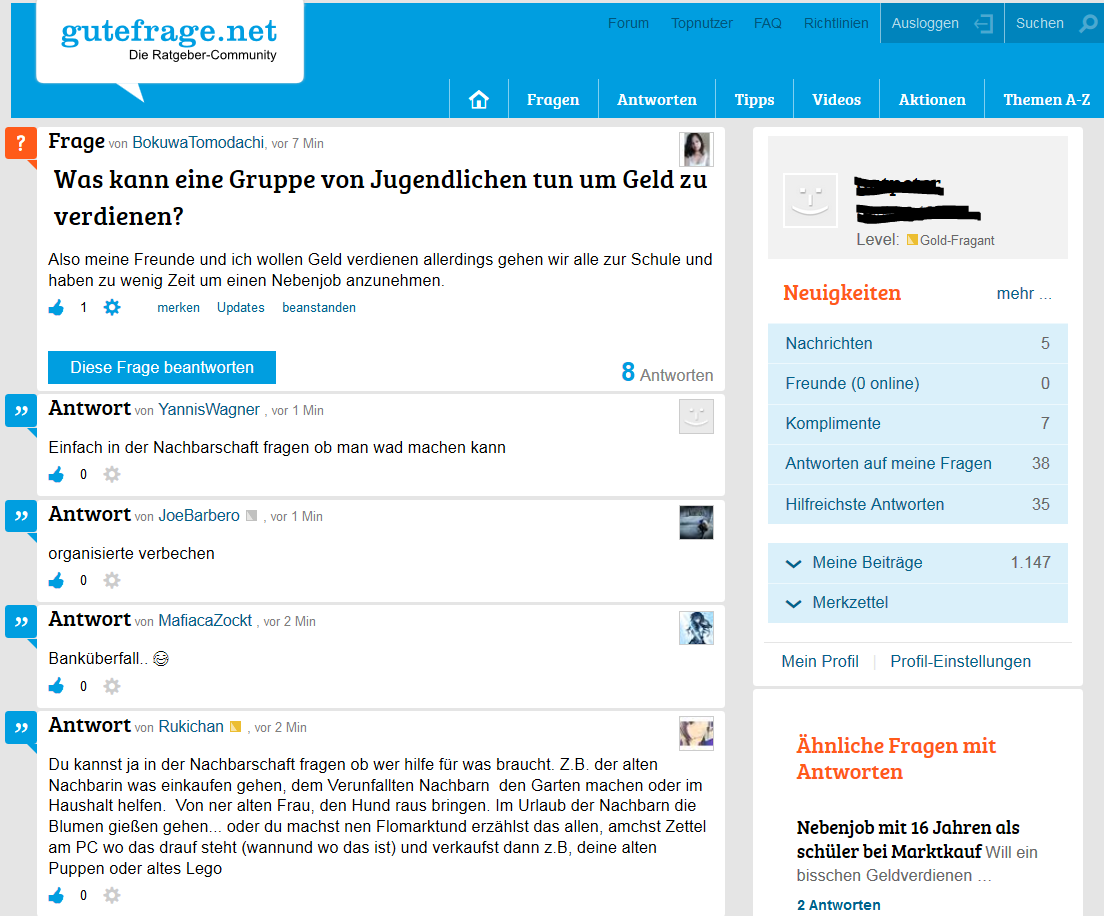 gutefrage.net
Die Ratgeber-Community
Forum Topnutzer FAQ Richtlinien Ausloggen Suchen
Fragen Antworten Tipps Videos Aktionen Themen A-Z
? Frage von BokuwaTomodachi, vor 7 Min
Was kann eine Gruppe von Jugendlichen tun um Geld zu
verdienen?
Also meine Freunde und ich wollen Geld verdienen allerdings gehen wir alle zur Schule und
haben zu wenig Zeit um einen Nebenjob anzunehmen.
1 merken Updates beanstanden
Diese Frage beantworten
8 Antworten
Antwort von YannisWagner , vor 1 Min
Einfach in der Nachbarschaft fragen ob man wad machen kann
0
Antwort von JoeBarbero , vor 1 Min
organisierte verbechen
0
Antwort von MafiacaZockt , vor 2 Min
Banküberfall.. 😅
0
Antwort von Rukichan , vor 2 Min
Du kannst ja in der Nachbarschaft fragen ob wer hilfe für was braucht. Z.B. der alten
Nachbarin was einkaufen gehen, dem Verunfallten Nachbarn den Garten machen oder im
Haushalt helfen. Von ner alten Frau, den Hund raus bringen. Im Urlaub der Nachbarn die
Blumen gießen gehen... oder du machst nen Flomarktund erzählst das allen, amchst Zettel
am PC wo das drauf steht (wannund wo das ist) und verkaufst dann z.B, deine alten
Puppen oder altes Lego
0
Level: Gold-Fragant
Neuigkeiten mehr ...
Nachrichten 5
Freunde (0 online) 0
Komplimente 7
Antworten auf meine Fragen 38
Hilfreichste Antworten 35
Meine Beiträge 1.147
Merkzettel
Mein Profil | Profil-Einstellungen
Ähnliche Fragen mit
Antworten
Nebenjob mit 16 Jahren als
schüler bei Marktkauf Will ein
bisschen Geldverdienen ...
2 Antworten